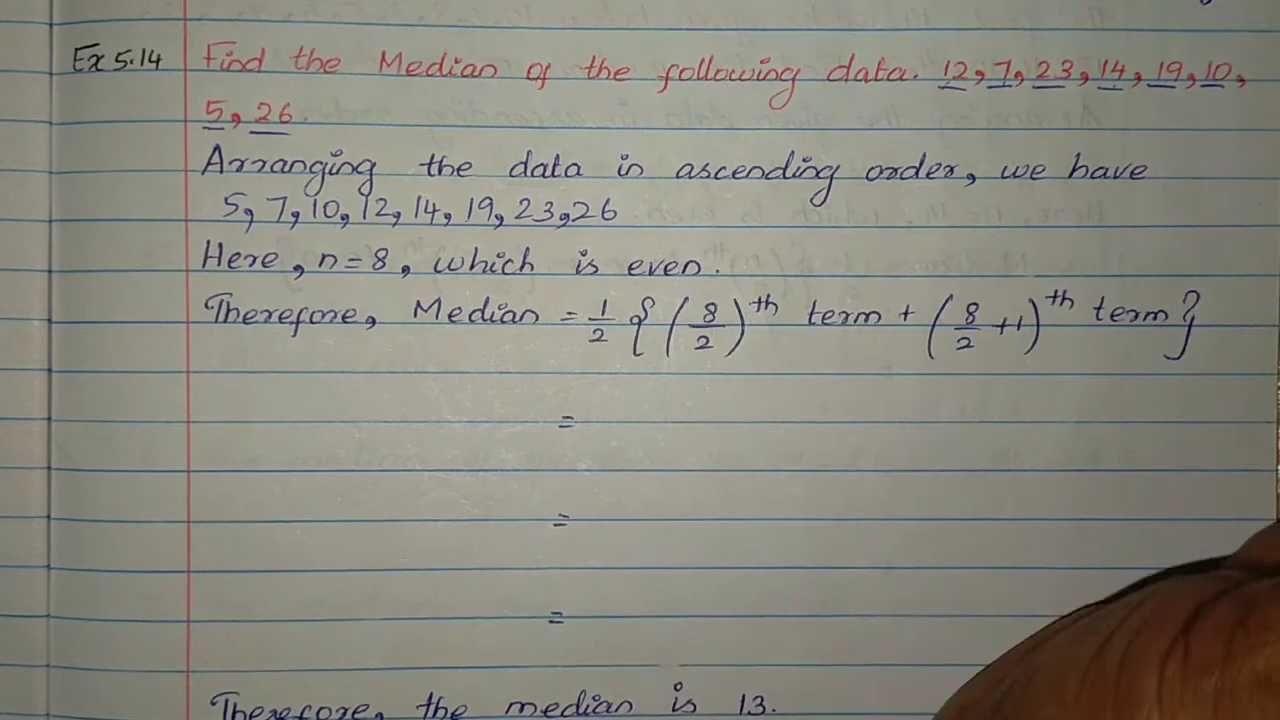 Ex 5.14 Find the Median of the following data. 12, 7, 23, 14, 19, 10,
5, 26.
Arranging the data in ascending order, we have
5, 7, 10, 12, 14, 19, 23, 26
Here, n=8, which is even.
Therefore, Median = 1/2 { (8/2)th term + (8/2 +1)th term }
=
=
=
Therefore, the median is 13.